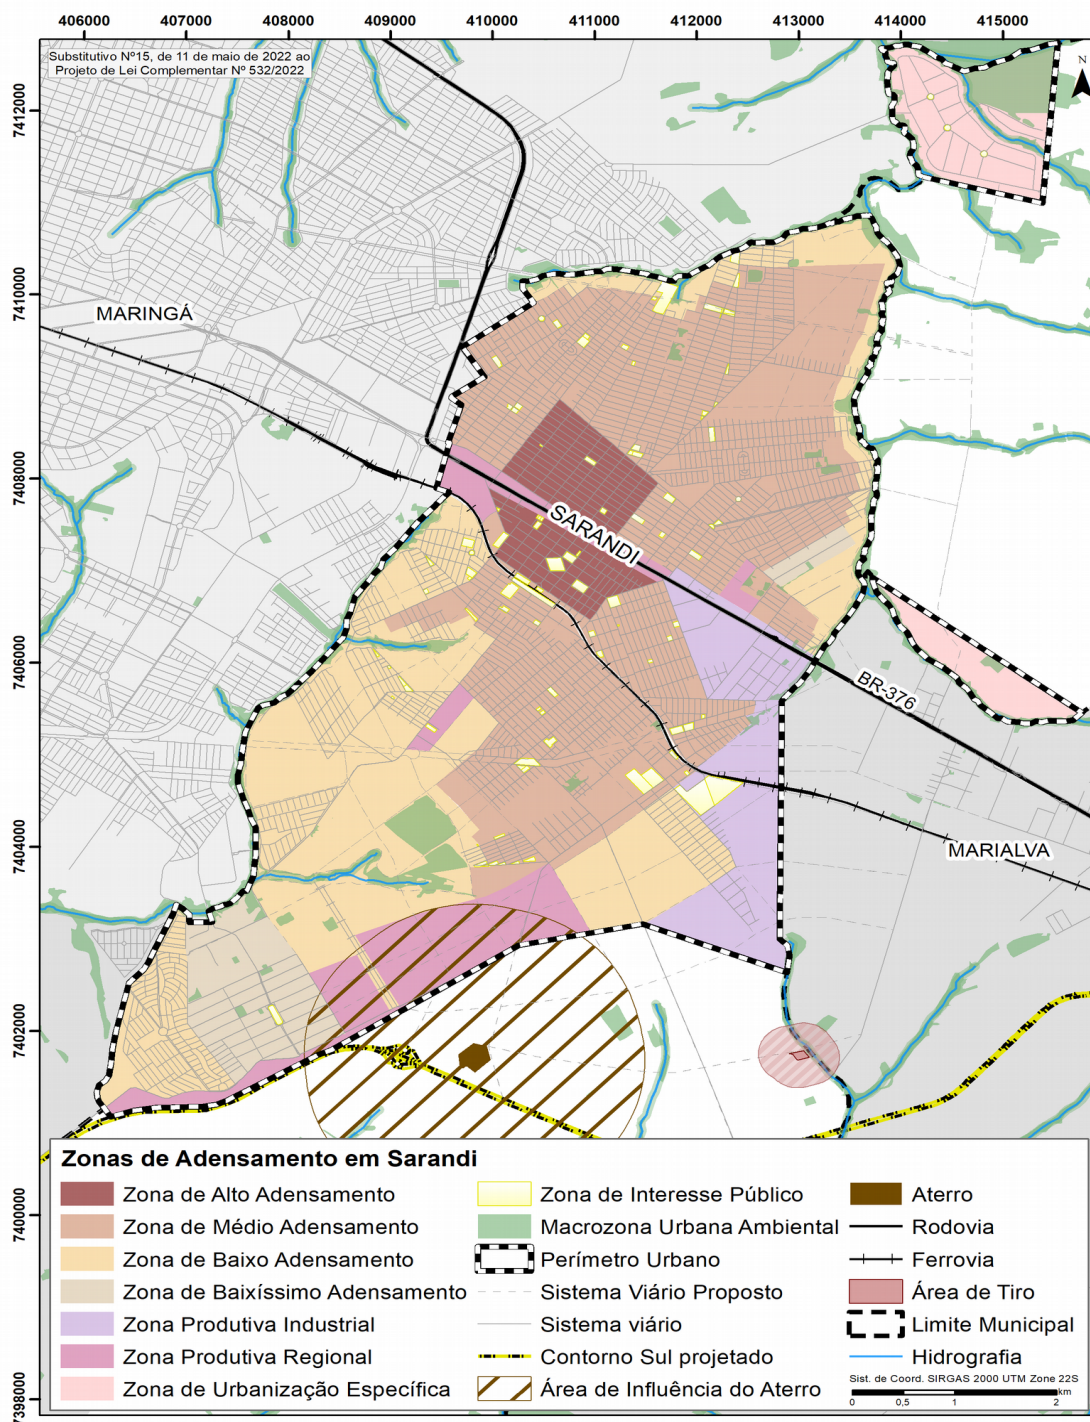 406000 407000 408000 409000 410000 411000 412000 413000 414000 415000
Substitutivo Nº15, de 11 de maio de 2022 ao
Projeto de Lei Complementar Nº 532/2022
N
7412000
7410000
MARINGÁ
7408000
SARANDI
7406000
BR-376
7404000
MARIALVA
7402000
7400000
7398000
Zonas de Adensamento em Sarandi
Zona de Alto Adensamento
Zona de Médio Adensamento
Zona de Baixo Adensamento
Zona de Baixíssimo Adensamento
Zona Produtiva Industrial
Zona Produtiva Regional
Zona de Urbanização Específica
Zona de Interesse Público
Macrozona Urbana Ambiental
Perímetro Urbano
Sistema Viário Proposto
Sistema viário
Contorno Sul projetado
Área de Influência do Aterro
Aterro
Rodovia
Ferrovia
Área de Tiro
Limite Municipal
Hidrografia
Sist. de Coord. SIRGAS 2000 UTM Zone 22S
km
0 0,5 1 2